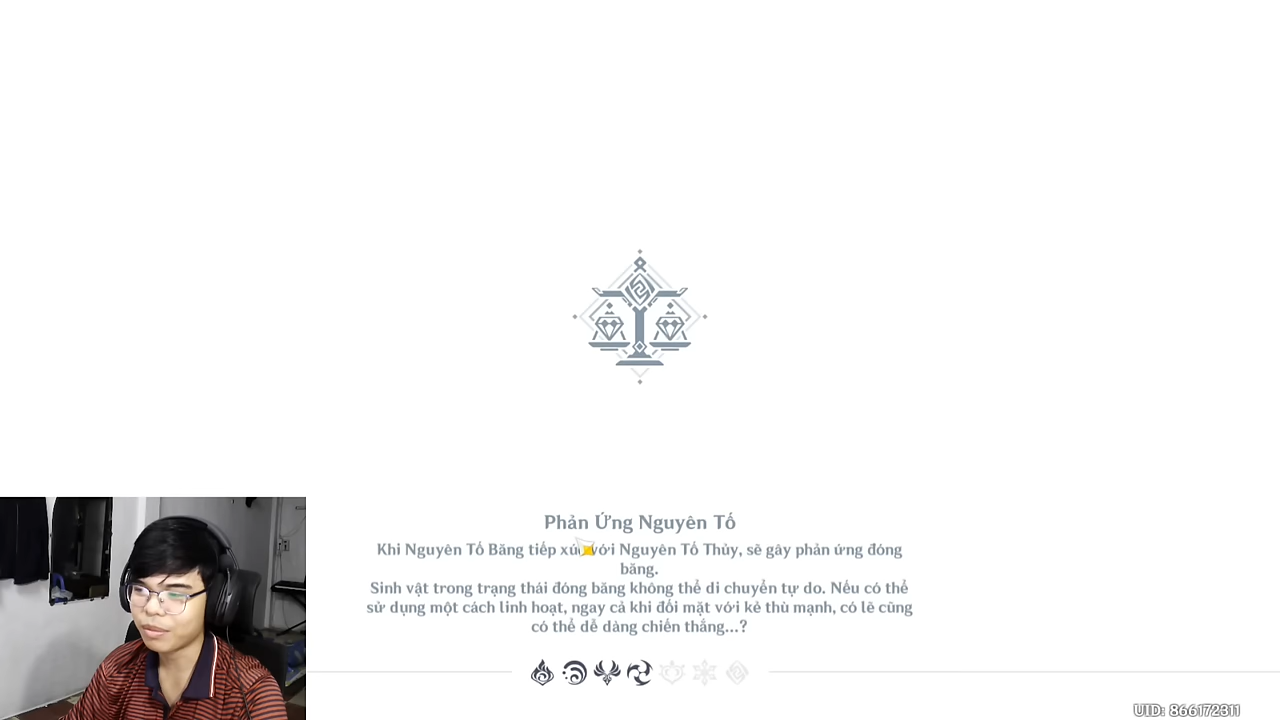 Phản Ứng Nguyên Tố
Khi Nguyên Tố Băng tiếp xúc với Nguyên Tố Thủy, sẽ gây phản ứng đóng
băng.
Sinh vật trong trạng thái đóng băng không thể di chuyển tự do. Nếu có thể
sử dụng một cách linh hoạt, ngay cả khi đối mặt với kẻ thù mạnh, có lẽ cũng
có thể dễ dàng chiến thắng...?
UID: 866172311